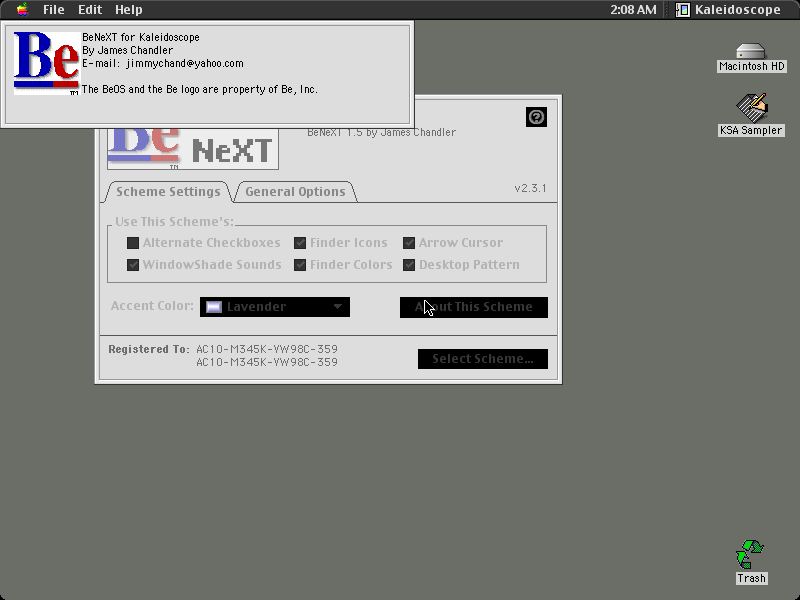 File Edit Help 2:08 AM Kaleidoscope
Be
TM
BeNeXT for Kaleidoscope
By James Chandler
E-mail: jimmychand@yahoo.com
The BeOS and the Be logo are property of Be, Inc.
Macintosh HD
KSA Sampler
Be NeXT
TM
BeNeXT 1.5 by James Chandler
?
Scheme Settings General Options v2.3.1
Use This Scheme's:
Alternate Checkboxes Finder Icons Arrow Cursor
WindowShade Sounds Finder Colors Desktop Pattern
Accent Color: Lavender About This Scheme
Registered To: AC10-M345K-VW98C-359
AC10-M345K-VW98C-359
Select Scheme...
Trash